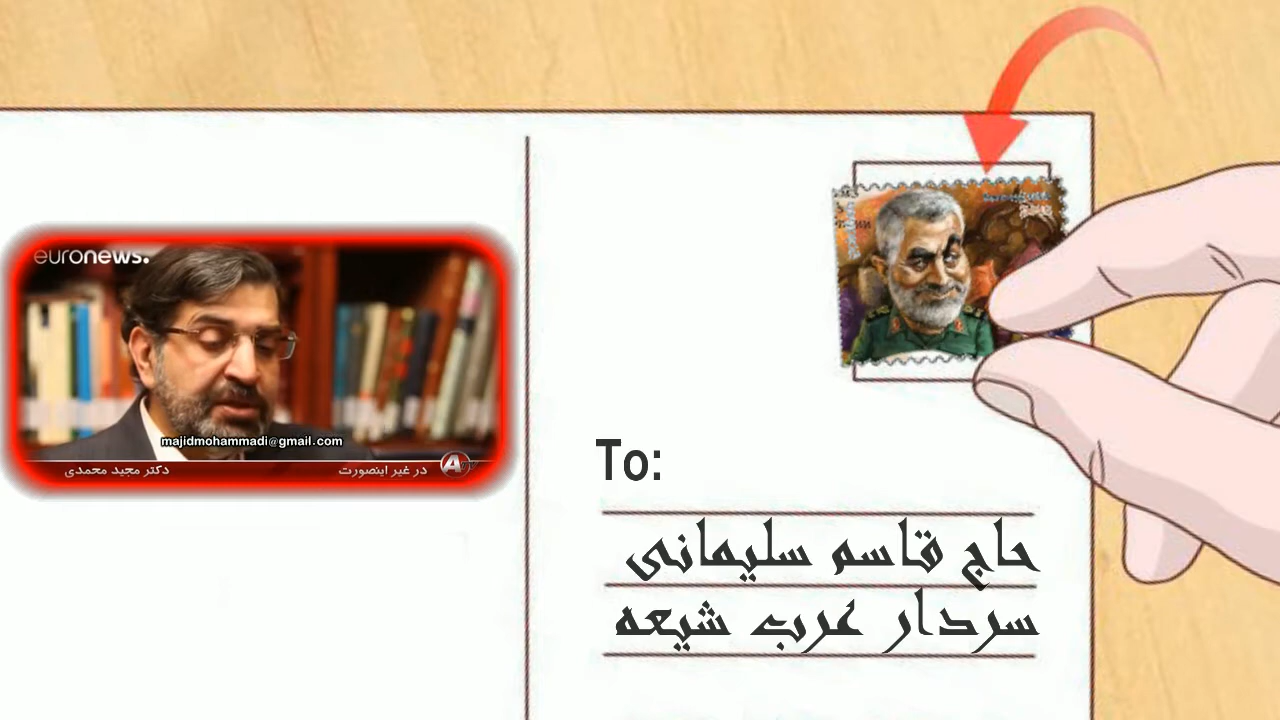 euronews.
majidmohammadi@gmail.com
در غیر اینصورت
دکتر مجید محمدی
To:
حاج قاسم سلیمانی
سردار عرب شیعه